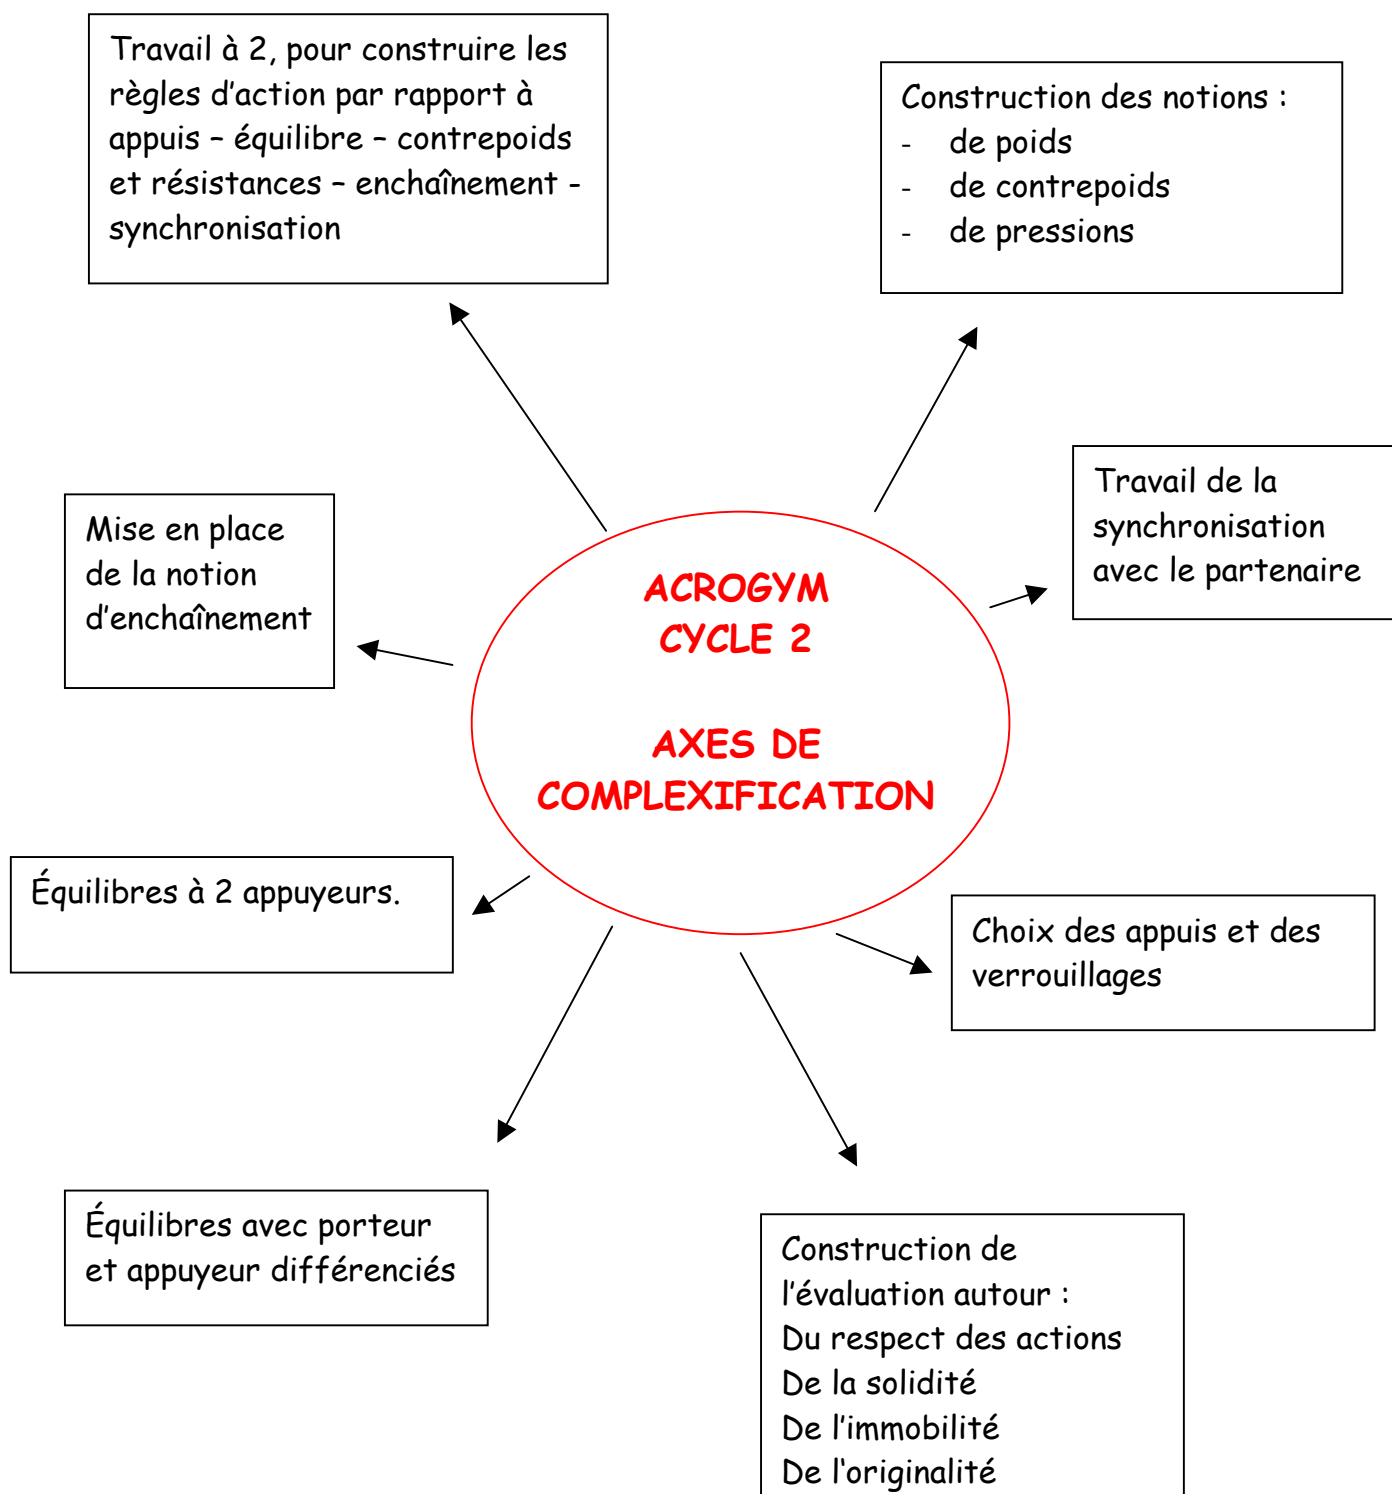 Travail à 2, pour construire les
règles d'action par rapport à
appuis – équilibre – contrepoids
et résistances – enchaînement -
synchronisation
Construction des notions :
- de poids
- de contrepoids
- de pressions
Travail de la
synchronisation
avec le partenaire
Mise en place
de la notion
d'enchaînement
ACROGYM
CYCLE 2
AXES DE
COMPLEXIFICATION
Équilibres à 2 appuyeurs.
Choix des appuis et des
verrouillages
Équilibres avec porteur
et appuyeur différenciés
Construction de
l'évaluation autour :
Du respect des actions
De la solidité
De l'immobilité
De l'originalité